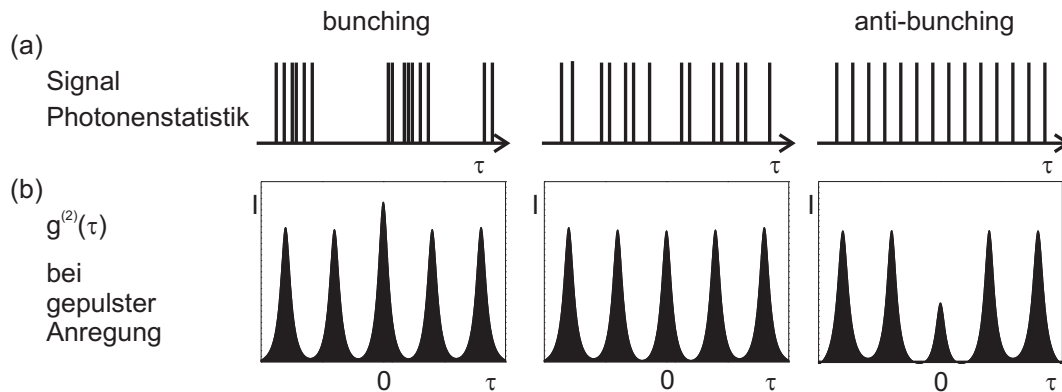 bunching
anti-bunching
(a)
Signal
Photonenstatistik
τ
τ
τ
(b)
g⁽²⁾(τ)
bei
gepulster
Anregung
I
I
I
0
τ
0
τ
0
τ